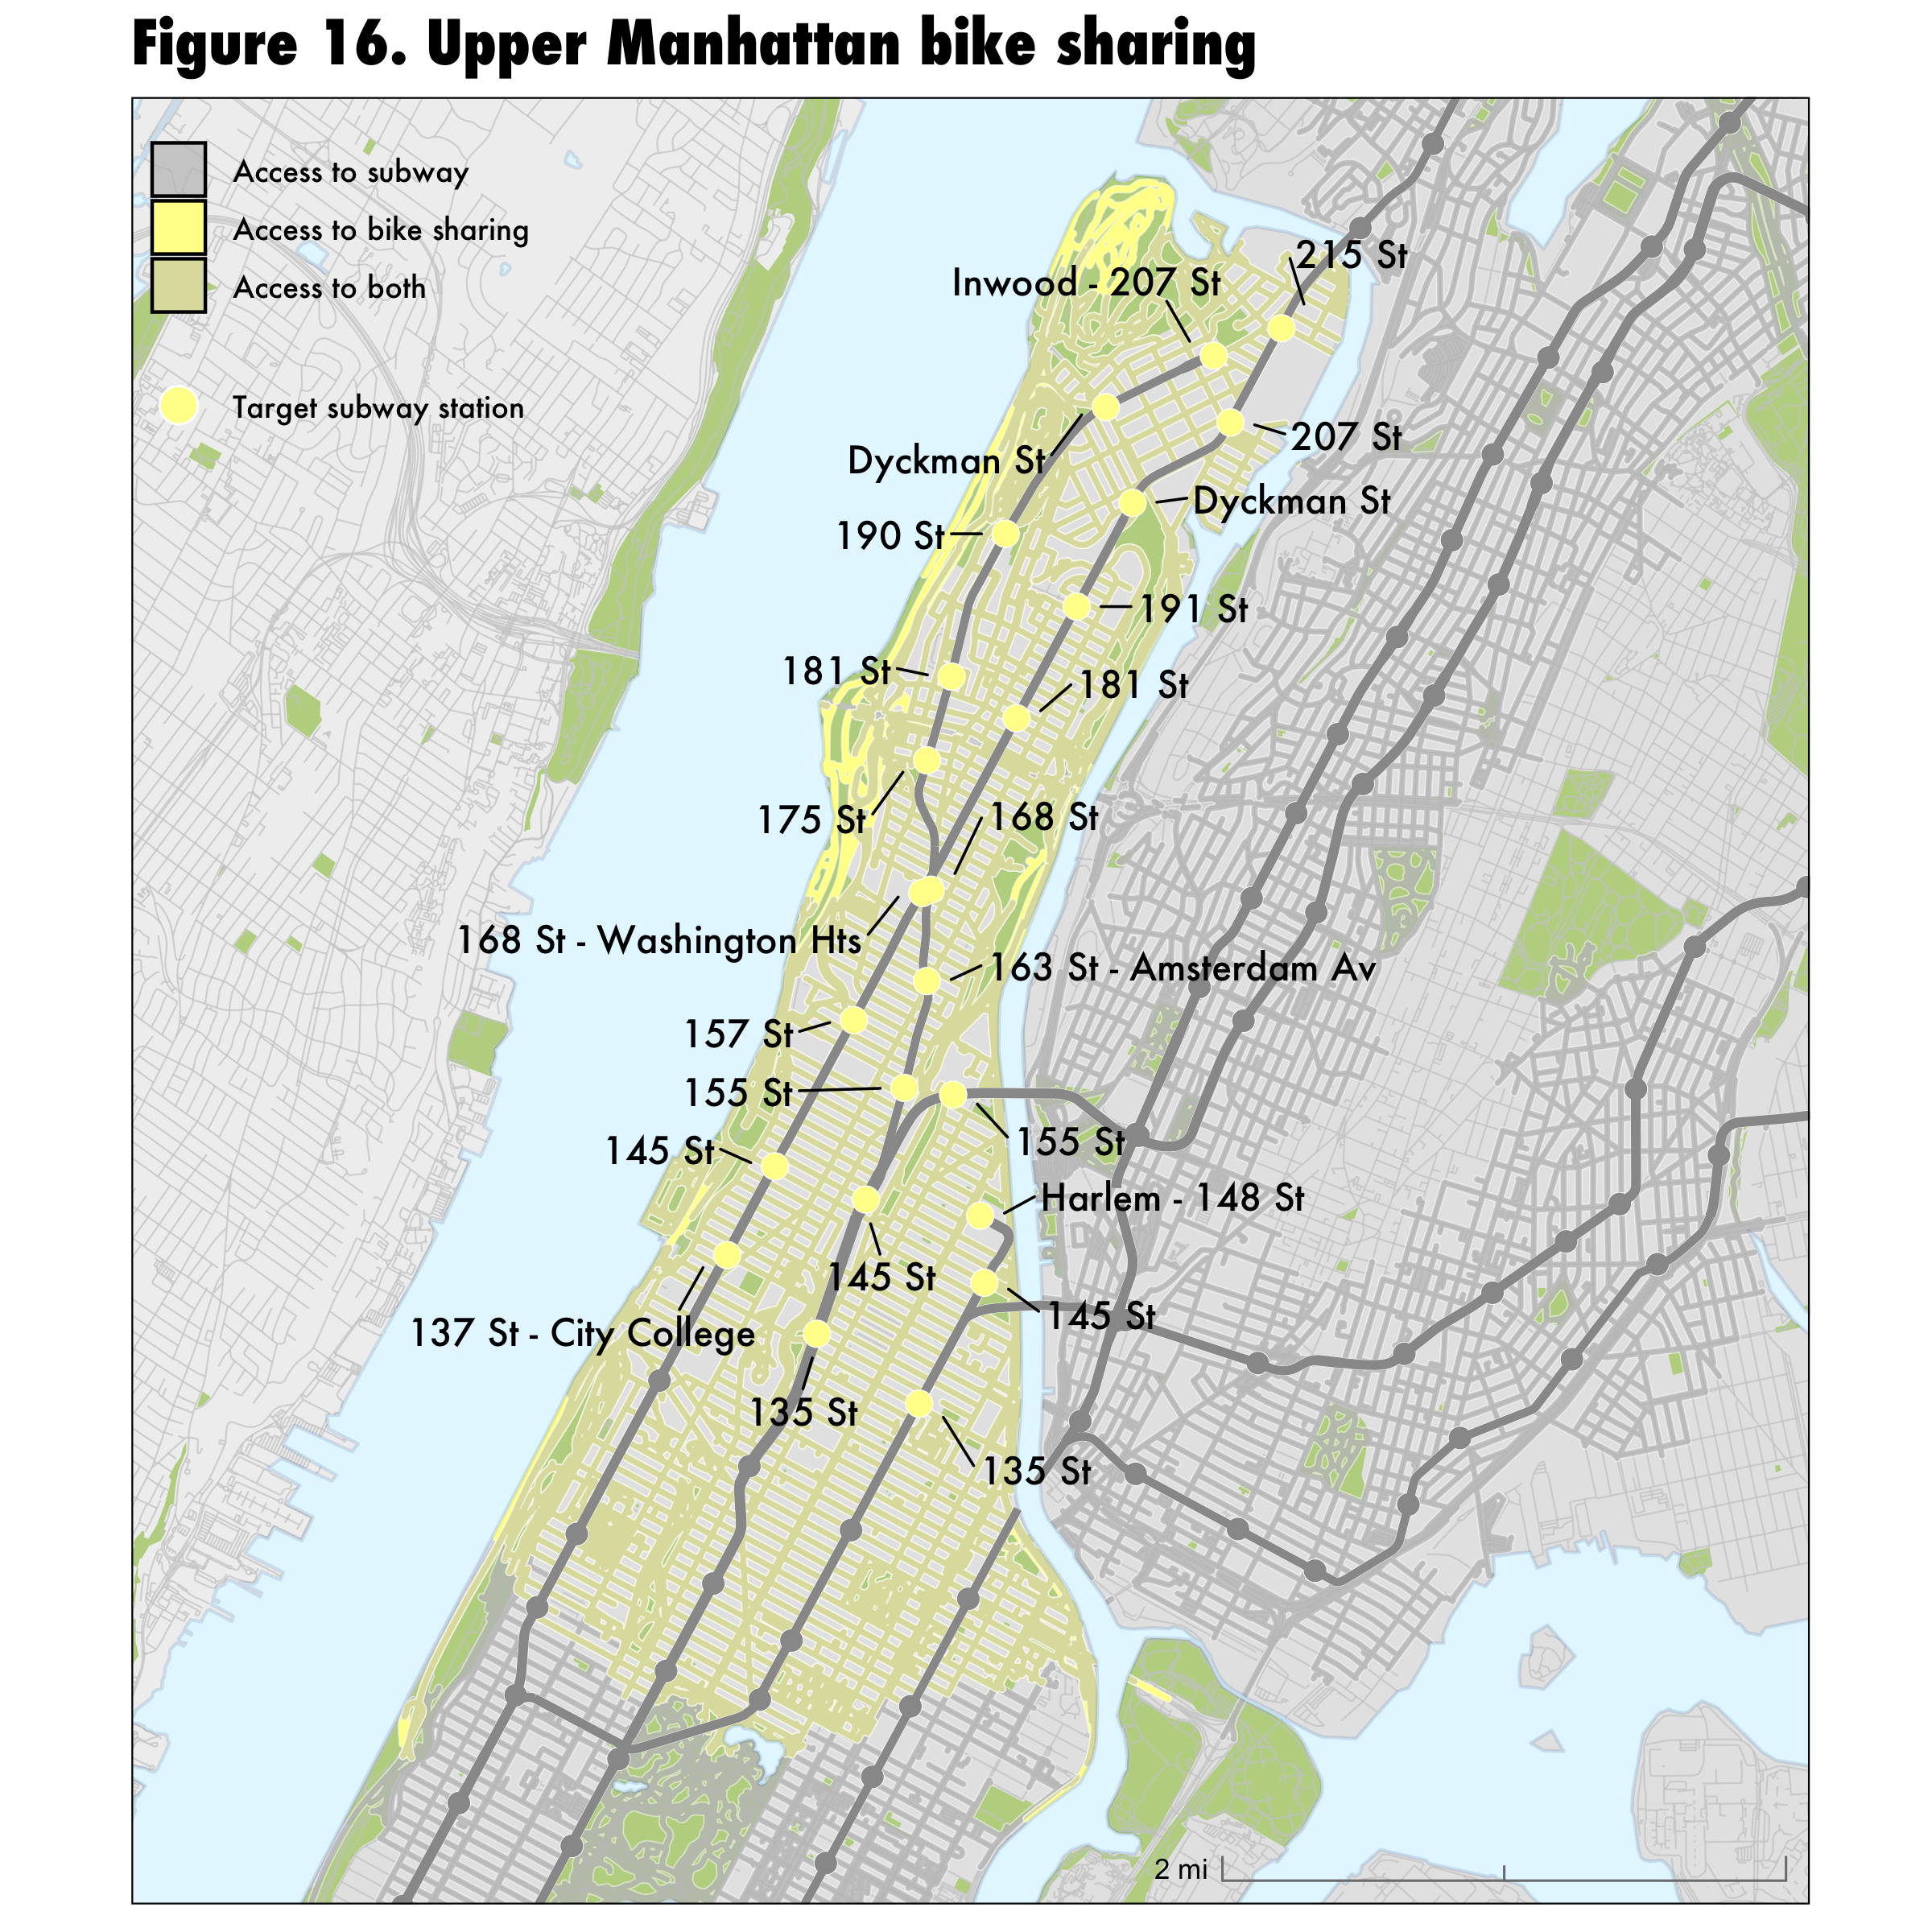 Figure 16. Upper Manhattan bike sharing
Access to subway
Access to bike sharing
Access to both
Target subway station
215 St
Inwood - 207 St
207 St
Dyckman St
Dyckman St
190 St
191 St
181 St
181 St
175 St
168 St
168 St - Washington Hts
163 St - Amsterdam Av
157 St
155 St
155 St
145 St
Harlem - 148 St
145 St
145 St
137 St - City College
135 St
135 St
2 mi